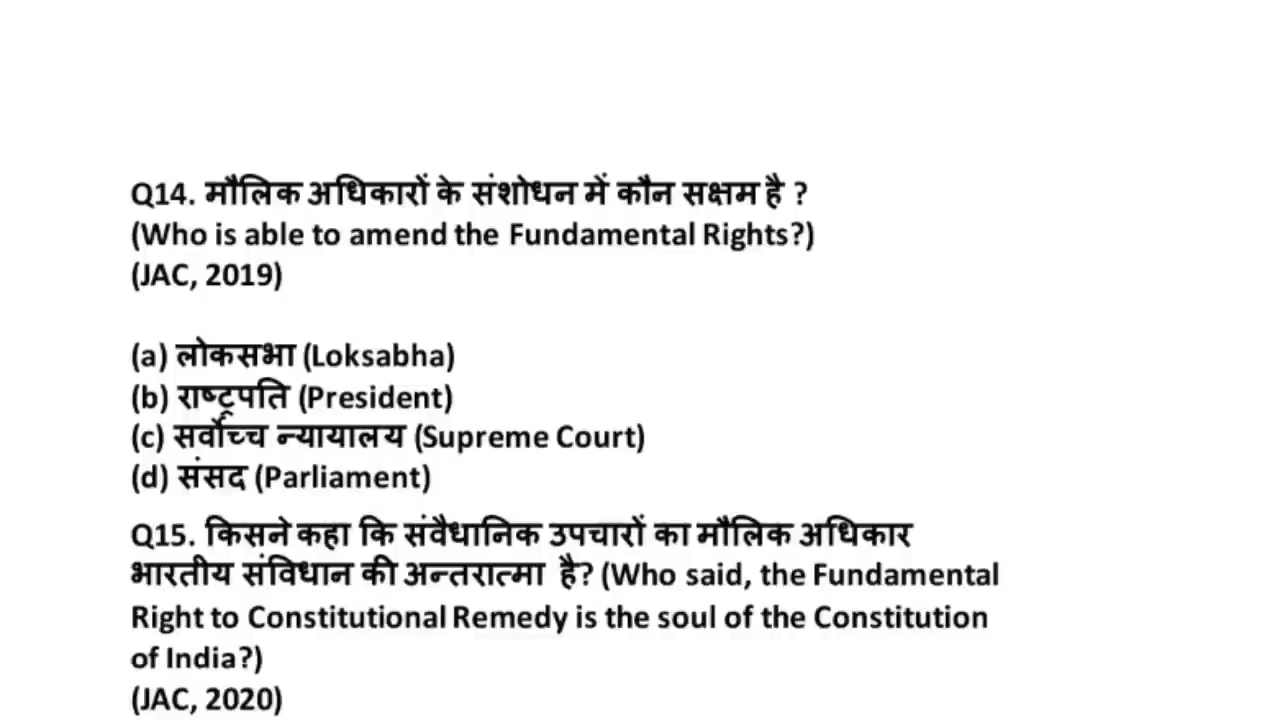 Q14. मौलिक अधिकारों के संशोधन में कौन सक्षम है ?
(Who is able to amend the Fundamental Rights?)
(JAC, 2019)
(a) लोकसभा (Loksabha)
(b) राष्ट्रपति (President)
(c) सर्वोच्च न्यायालय (Supreme Court)
(d) संसद (Parliament)
Q15. किसने कहा कि संवैधानिक उपचारों का मौलिक अधिकार
भारतीय संविधान की अन्तरात्मा है? (Who said, the Fundamental
Right to Constitutional Remedy is the soul of the Constitution
of India?)
(JAC, 2020)